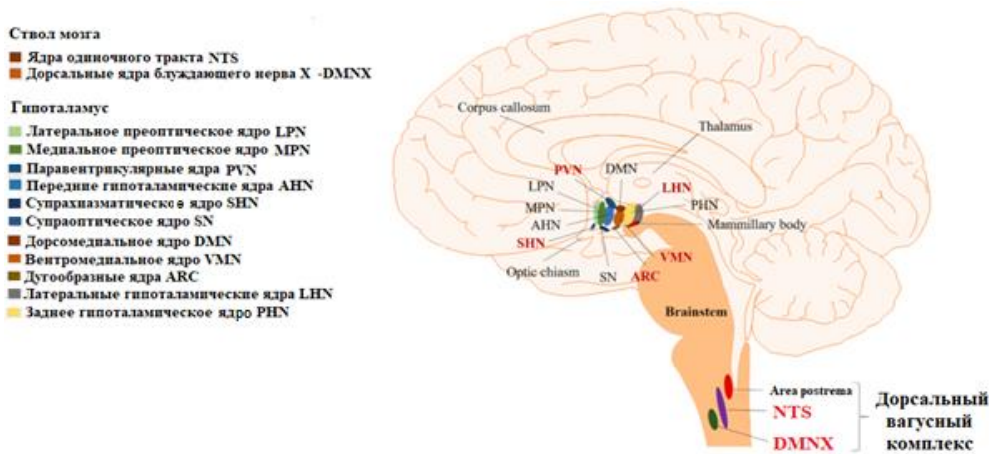 Ствол мозга
Ядра одиночного тракта NTS
Дорсальные ядра блуждающего нерва X -DMNX
Гипоталамус
Латеральное преоптическое ядро LPN
Медиальное преоптическое ядро MPN
Паравентрикулярные ядра PVN
Передние гипоталамические ядра AHN
Супрахиазматическое ядро SHN
Супраоптическое ядро SN
Дорсомедиальное ядро DMN
Вентромедиальное ядро VMN
Дугообразные ядра ARC
Латеральные гипоталамические ядра LHN
Заднее гипоталамическое ядро PHN
Corpus callosum
Thalamus
PVN
DMN
LPN
LHN
MPN
PHN
AHN
Mammillary body
SHN
VMN
Optic chiasm
SN
ARC
Brainstem
Area postrema
NTS
DMNX
Дорсальный
вагусный
комплекс